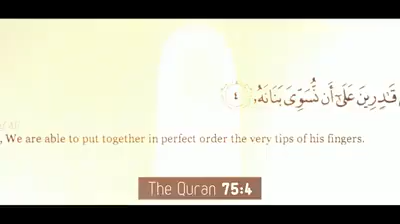 قَـٰدِرِينَ عَلَىٰٓ أَن نُّسَوِّىَ بَنَانَهُۥ ٤
, We are able to put together in perfect order the very tips of his fingers.
The Quran 75:4